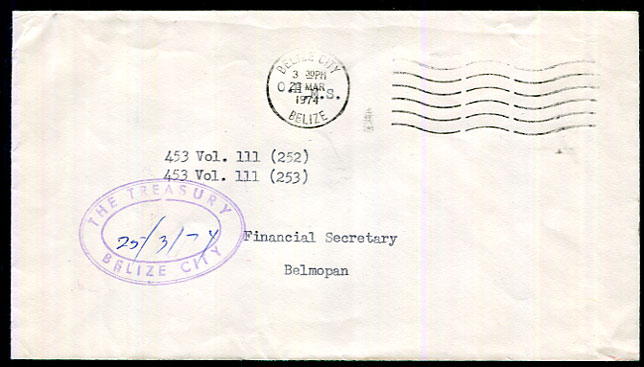 BELIZE CITY
3 30PM
O.H.M.S.
MAR
1974
BELIZE
453 Vol. 111 (252)
453 Vol. 111 (253)
THE TREASURY
25/3/74
BELIZE CITY
Financial Secretary
Belmopan